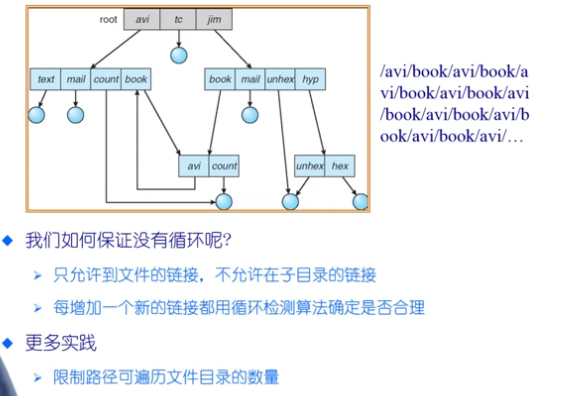 root avi tc jim
text mail count book book mail unhex hyp
avi count unhex hex
/avi/book/avi/book/a
vi/book/avi/book/avi
/book/avi/book/avi/b
ook/avi/book/avi/…
我们如何保证没有循环呢?
只允许到文件的链接，不允许在子目录的链接
每增加一个新的链接都用循环检测算法确定是否合理
更多实践
限制路径可遍历文件目录的数量